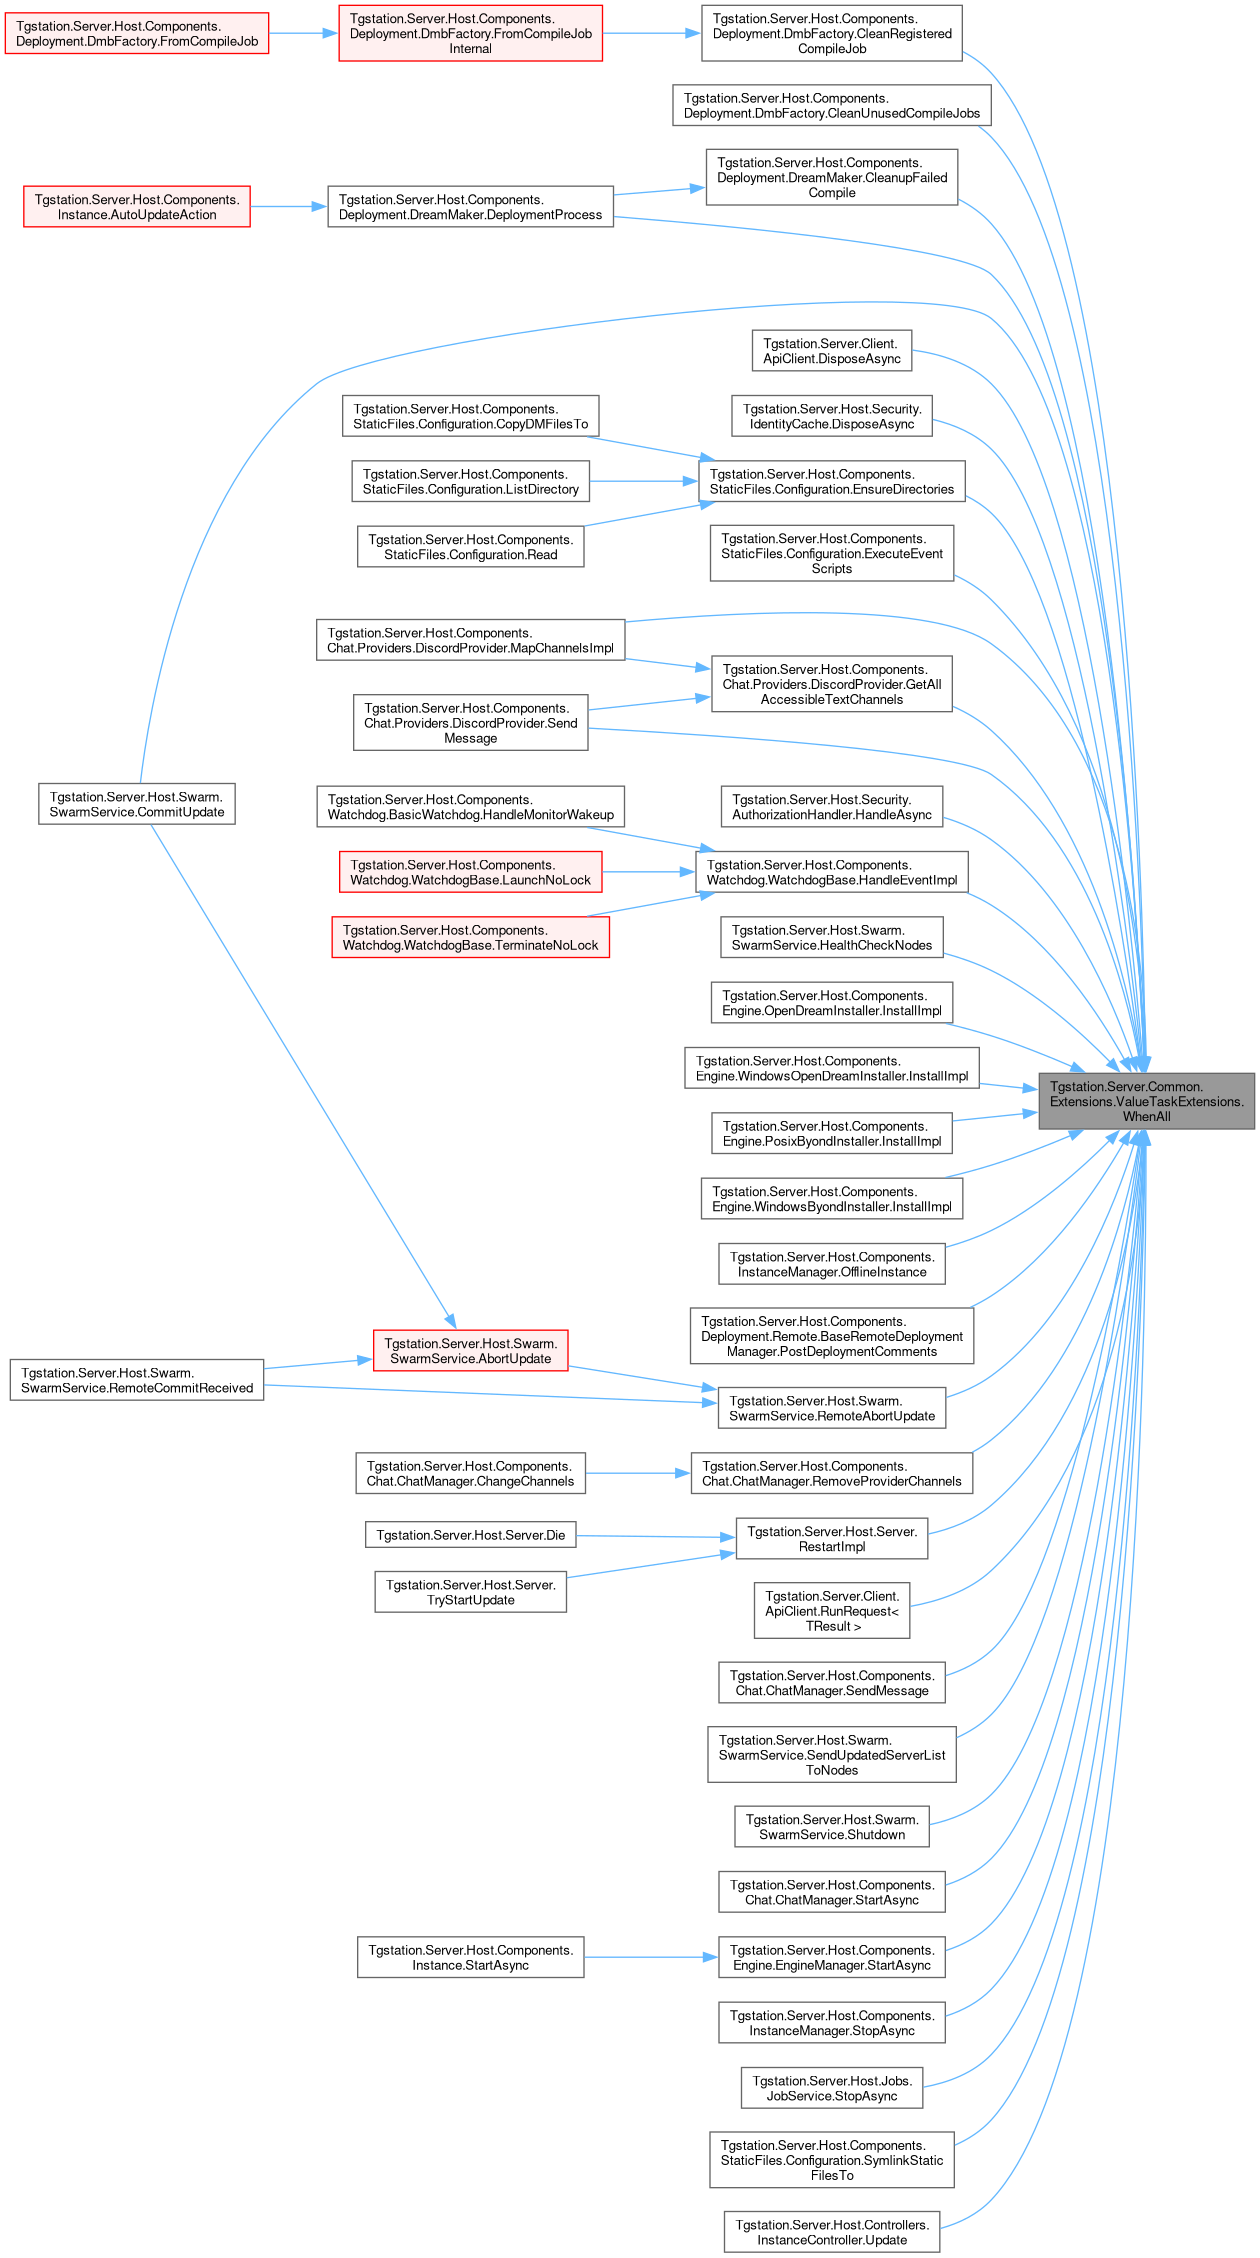 Tgstation.Server.Host.Components.
Deployment.DmbFactory.FromCompileJob
Tgstation.Server.Host.Components.
Deployment.DmbFactory.FromCompileJob
Internal
Tgstation.Server.Host.Components.
Deployment.DmbFactory.CleanRegistered
CompileJob
Tgstation.Server.Host.Components.
Deployment.DmbFactory.CleanUnusedCompileJobs
Tgstation.Server.Host.Components.
Deployment.DreamMaker.CleanupFailed
Compile
Tgstation.Server.Host.Components.
Instance.AutoUpdateAction
Tgstation.Server.Host.Components.
Deployment.DreamMaker.DeploymentProcess
Tgstation.Server.Client.
ApiClient.DisposeAsync
Tgstation.Server.Host.Components.
StaticFiles.Configuration.CopyDMFilesTo
Tgstation.Server.Host.Security.
IdentityCache.DisposeAsync
Tgstation.Server.Host.Components.
StaticFiles.Configuration.ListDirectory
Tgstation.Server.Host.Components.
StaticFiles.Configuration.EnsureDirectories
Tgstation.Server.Host.Components.
StaticFiles.Configuration.Read
Tgstation.Server.Host.Components.
StaticFiles.Configuration.ExecuteEvent
Scripts
Tgstation.Server.Host.Components.
Chat.Providers.DiscordProvider.MapChannelsImpl
Tgstation.Server.Host.Components.
Chat.Providers.DiscordProvider.GetAll
AccessibleTextChannels
Tgstation.Server.Host.Components.
Chat.Providers.DiscordProvider.Send
Message
Tgstation.Server.Host.Swarm.
SwarmService.CommitUpdate
Tgstation.Server.Host.Components.
Watchdog.BasicWatchdog.HandleMonitorWakeup
Tgstation.Server.Host.Security.
AuthorizationHandler.HandleAsync
Tgstation.Server.Host.Components.
Watchdog.WatchdogBase.LaunchNoLock
Tgstation.Server.Host.Components.
Watchdog.WatchdogBase.HandleEventImpl
Tgstation.Server.Host.Components.
Watchdog.WatchdogBase.TerminateNoLock
Tgstation.Server.Host.Swarm.
SwarmService.HealthCheckNodes
Tgstation.Server.Host.Components.
Engine.OpenDreamInstaller.InstallImpl
Tgstation.Server.Host.Components.
Engine.WindowsOpenDreamInstaller.InstallImpl
Tgstation.Server.Common.
Extensions.ValueTaskExtensions.
WhenAll
Tgstation.Server.Host.Components.
Engine.PosixByondInstaller.InstallImpl
Tgstation.Server.Host.Components.
Engine.WindowsByondInstaller.InstallImpl
Tgstation.Server.Host.Components.
InstanceManager.OfflineInstance
Tgstation.Server.Host.Components.
Deployment.Remote.BaseRemoteDeployment
Manager.PostDeploymentComments
Tgstation.Server.Host.Swarm.
SwarmService.AbortUpdate
Tgstation.Server.Host.Swarm.
SwarmService.RemoteCommitReceived
Tgstation.Server.Host.Swarm.
SwarmService.RemoteAbortUpdate
Tgstation.Server.Host.Components.
Chat.ChatManager.ChangeChannels
Tgstation.Server.Host.Components.
Chat.ChatManager.RemoveProviderChannels
Tgstation.Server.Host.Server.Die
Tgstation.Server.Host.Server.
RestartImpl
Tgstation.Server.Host.Server.
TryStartUpdate
Tgstation.Server.Client.
ApiClient.RunRequest<
TResult >
Tgstation.Server.Host.Components.
Chat.ChatManager.SendMessage
Tgstation.Server.Host.Swarm.
SwarmService.SendUpdatedServerList
ToNodes
Tgstation.Server.Host.Swarm.
SwarmService.Shutdown
Tgstation.Server.Host.Components.
Chat.ChatManager.StartAsync
Tgstation.Server.Host.Components.
Instance.StartAsync
Tgstation.Server.Host.Components.
Engine.EngineManager.StartAsync
Tgstation.Server.Host.Components.
InstanceManager.StopAsync
Tgstation.Server.Host.Jobs.
JobService.StopAsync
Tgstation.Server.Host.Components.
StaticFiles.Configuration.SymlinkStatic
FilesTo
Tgstation.Server.Host.Controllers.
InstanceController.Update